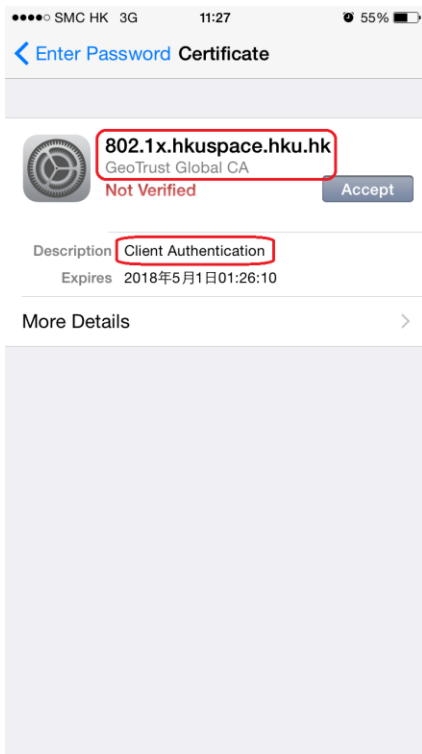 SMC HK 3G 11:27 55%
Enter Password Certificate
802.1x.hkuspace.hku.hk
GeoTrust Global CA
Not Verified Accept
Description Client Authentication
Expires 2018年5月1日01:26:10
More Details